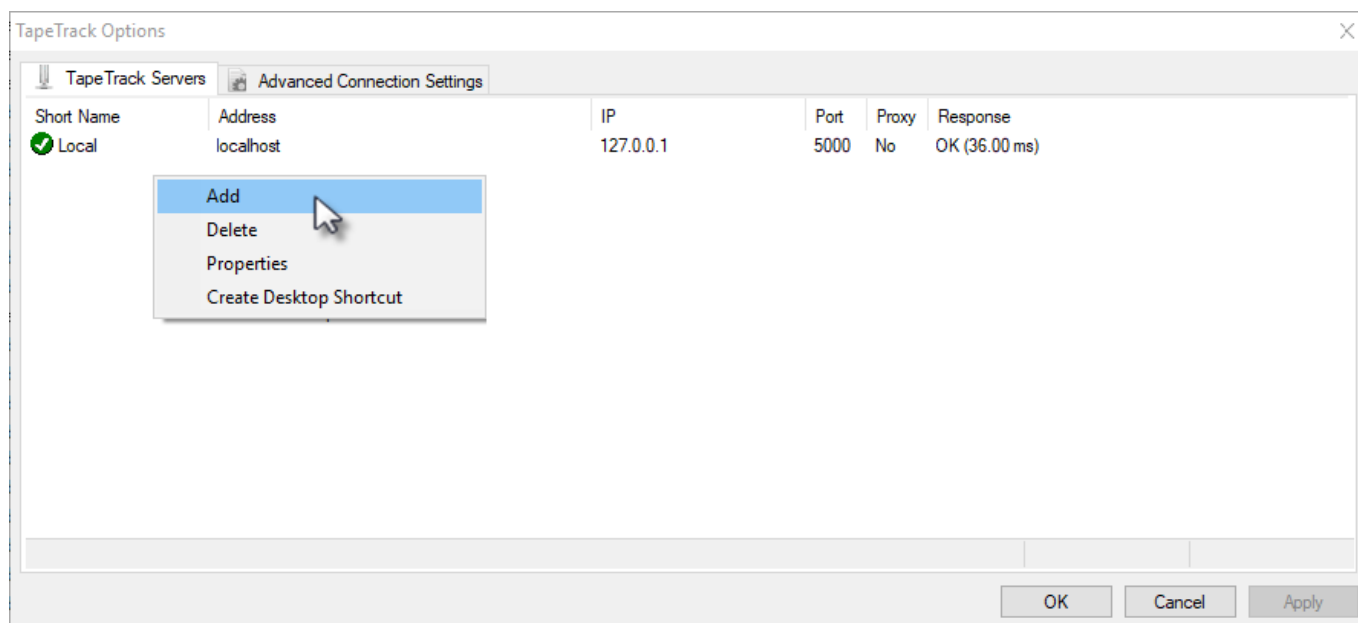 TapeTrack Options
TapeTrack Servers Advanced Connection Settings
Short Name Address IP Port Proxy Response
Local localhost 127.0.0.1 5000 No OK (36.00 ms)
Add
Delete
Properties
Create Desktop Shortcut
OK Cancel Apply